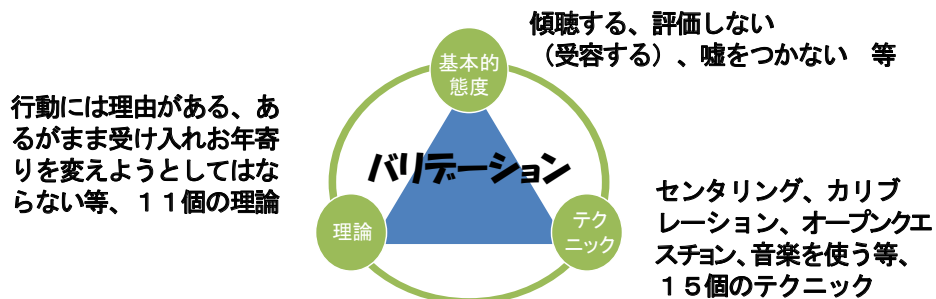 傾聴する、評価しない
（受容する）、嘘をつかない　等
基本的
態度
行動には理由がある、あ
るがまま受け入れお年寄
りを変えようとしてはな
らない等、１１個の理論
バリデーション
理論
テク
ニック
センタリング、カリブ
レーション、オープンクエ
スチョン、音楽を使う等、
１５個のテクニック